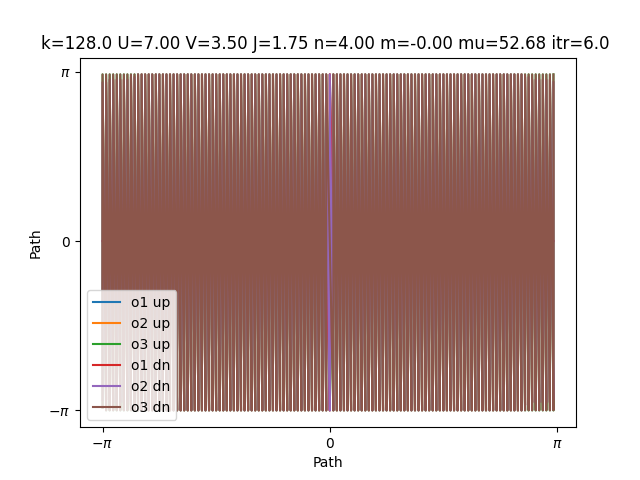 k=128.0 U=7.00 V=3.50 J=1.75 n=4.00 m=-0.00 mu=52.68 itr=6.0
π
Path
0
−π
o1 up
o2 up
o3 up
o1 dn
o2 dn
o3 dn
−π
0
π
Path